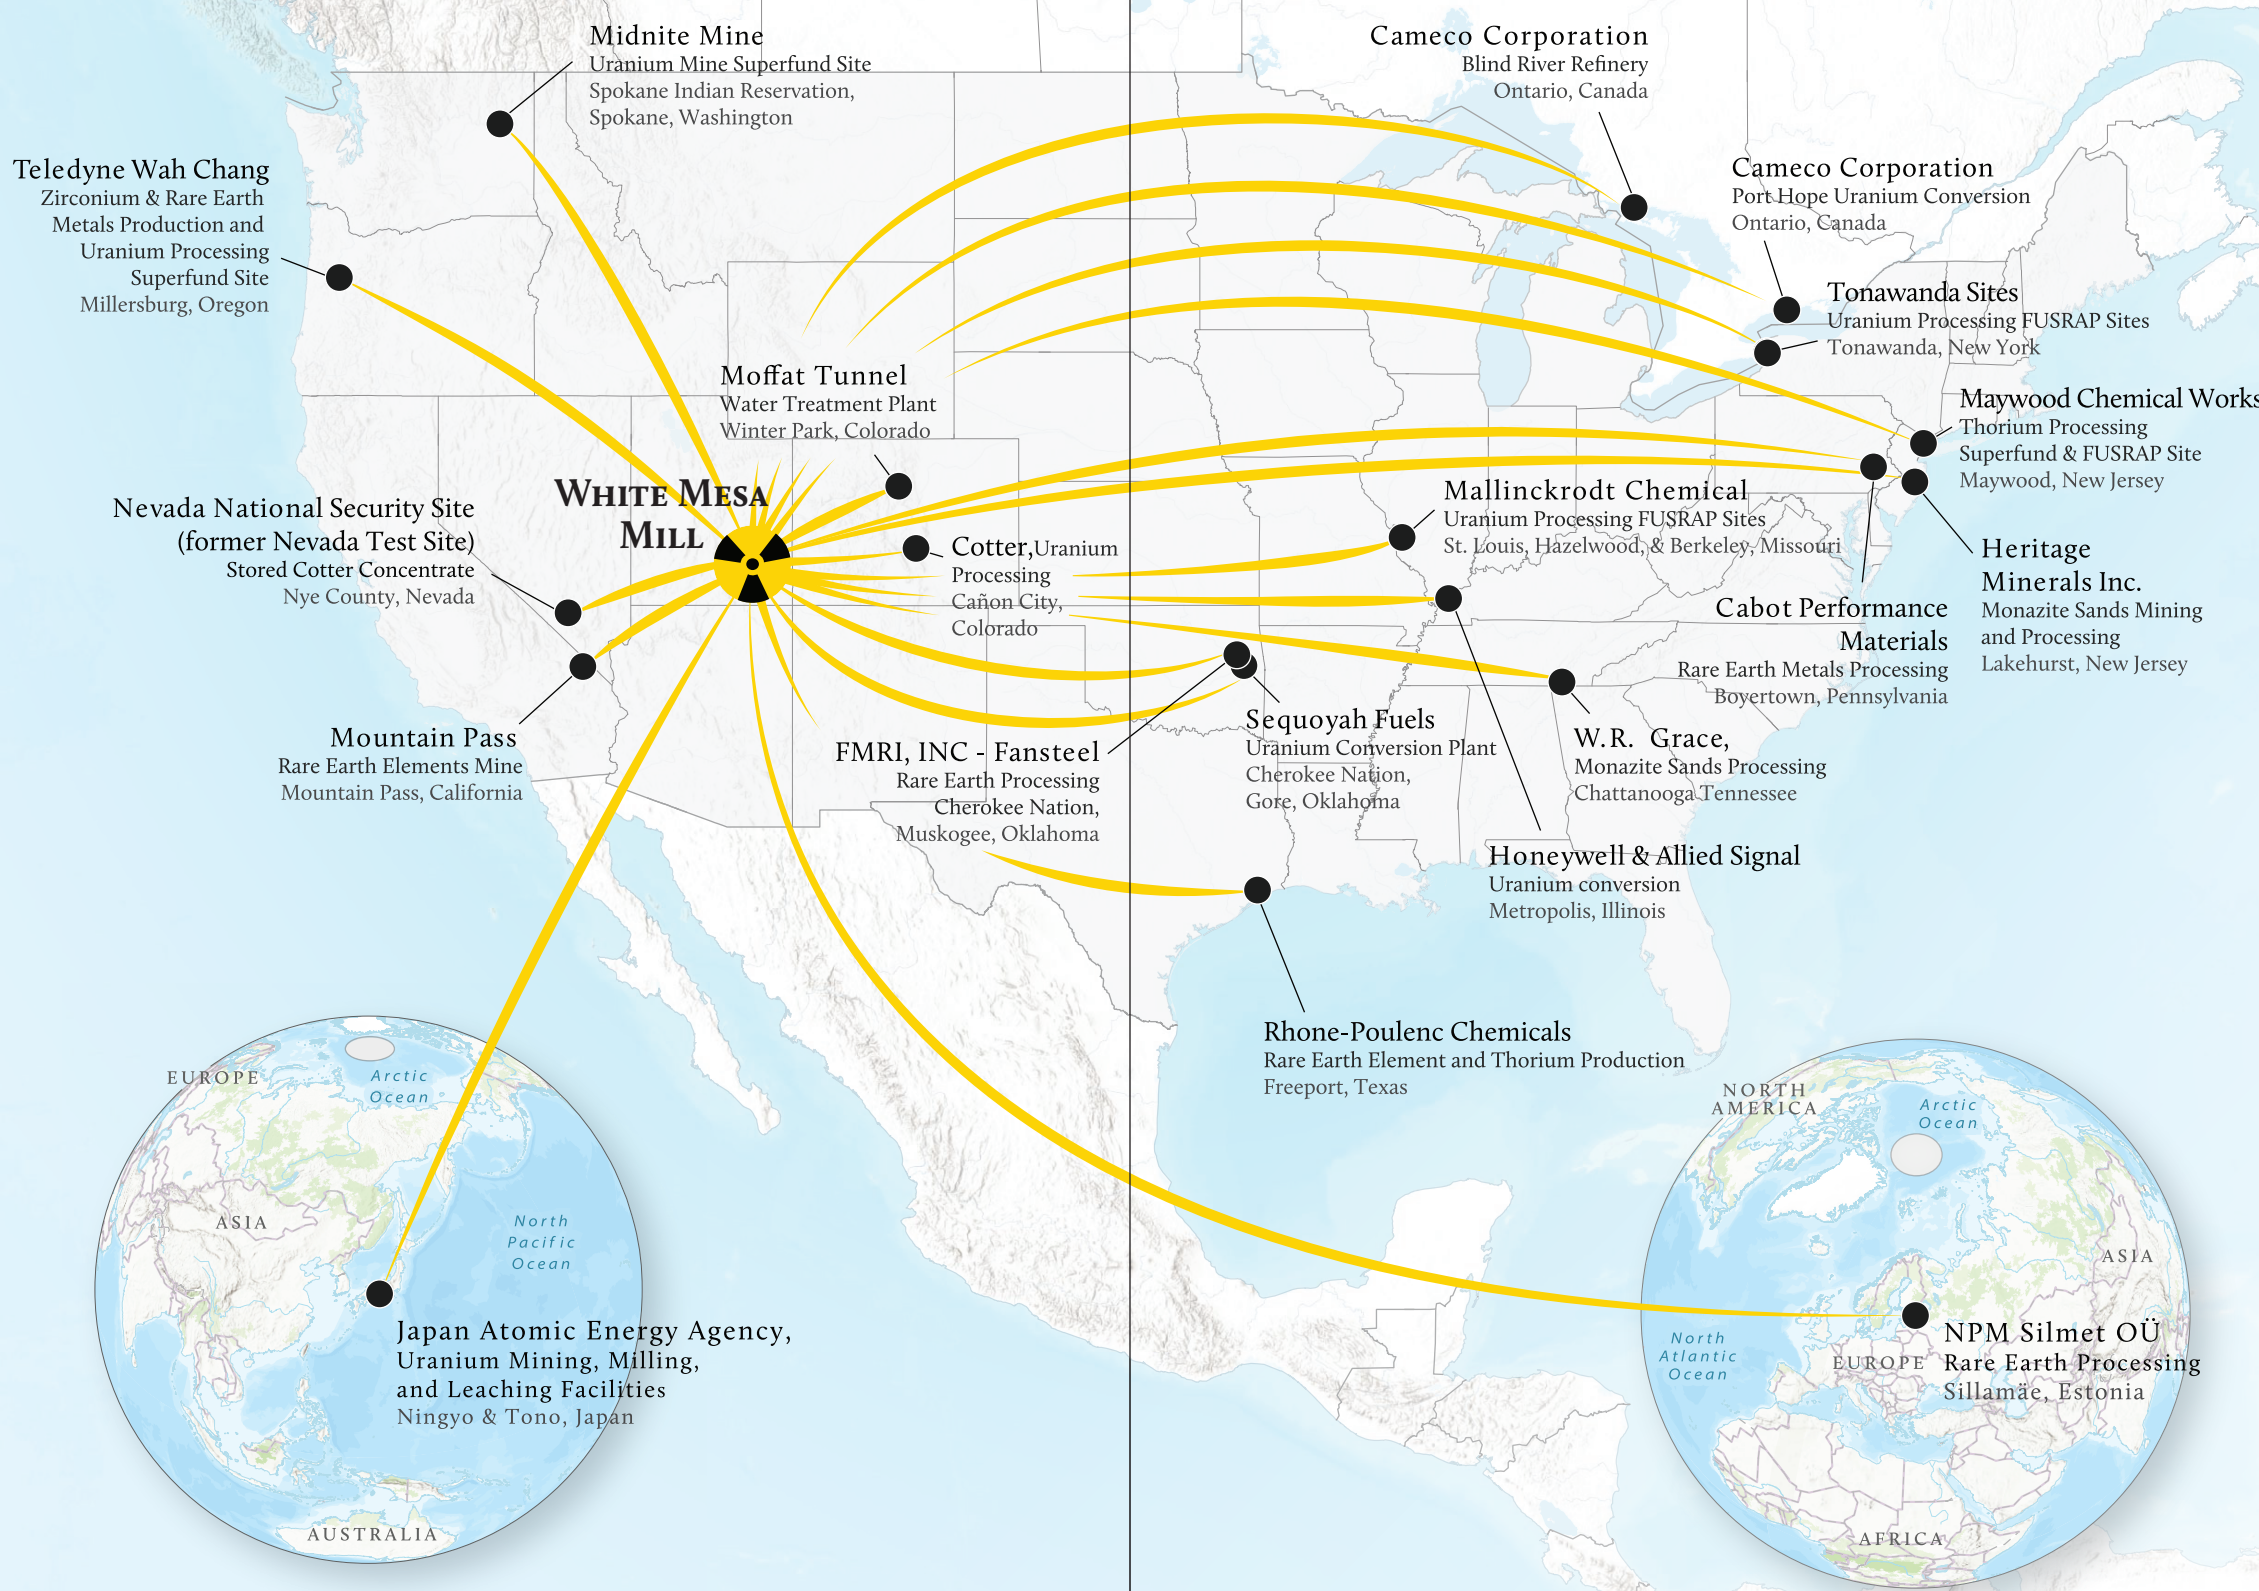 Midnite Mine
Uranium Mine Superfund Site
Spokane Indian Reservation,
Spokane, Washington
Cameco Corporation
Blind River Refinery
Ontario, Canada
Teledyne Wah Chang
Zirconium & Rare Earth
Metals Production and
Uranium Processing
Superfund Site
Millersburg, Oregon
Cameco Corporation
Port Hope Uranium Conversion
Ontario, Canada
Tonawanda Sites
Uranium Processing FUSRAP Sites
Tonawanda, New York
Moffat Tunnel
Water Treatment Plant
Winter Park, Colorado
Maywood Chemical Works
Thorium Processing
Superfund & FUSRAP Site
Maywood, New Jersey
White Mesa
Mill
Nevada National Security Site
(former Nevada Test Site)
Stored Cotter Concentrate
Nye County, Nevada
Cotter, Uranium
Processing
Cañon City,
Colorado
Mallinckrodt Chemical
Uranium Processing FUSRAP Sites
St. Louis, Hazelwood, & Berkeley, Missouri
Heritage
Minerals Inc.
Monazite Sands Mining
and Processing
Lakehurst, New Jersey
Cabot Performance
Materials
Rare Earth Metals Processing
Boyertown, Pennsylvania
Mountain Pass
Rare Earth Elements Mine
Mountain Pass, California
FMRI, INC - Fansteel
Rare Earth Processing
Cherokee Nation,
Muskogee, Oklahoma
Sequoyah Fuels
Uranium Conversion Plant
Cherokee Nation,
Gore, Oklahoma
W.R. Grace,
Monazite Sands Processing
Chattanooga Tennessee
Honeywell & Allied Signal
Uranium conversion
Metropolis, Illinois
Rhone-Poulenc Chemicals
Rare Earth Element and Thorium Production
Freeport, Texas
EUROPE
Arctic
Ocean
ASIA
North
Pacific
Ocean
Japan Atomic Energy Agency,
Uranium Mining, Milling,
and Leaching Facilities
Ningyo & Tono, Japan
AUSTRALIA
NORTH
AMERICA
Arctic
Ocean
ASIA
North
Atlantic
Ocean
EUROPE
NPM Silmet OÜ
Rare Earth Processing
Sillamäe, Estonia
AFRICA